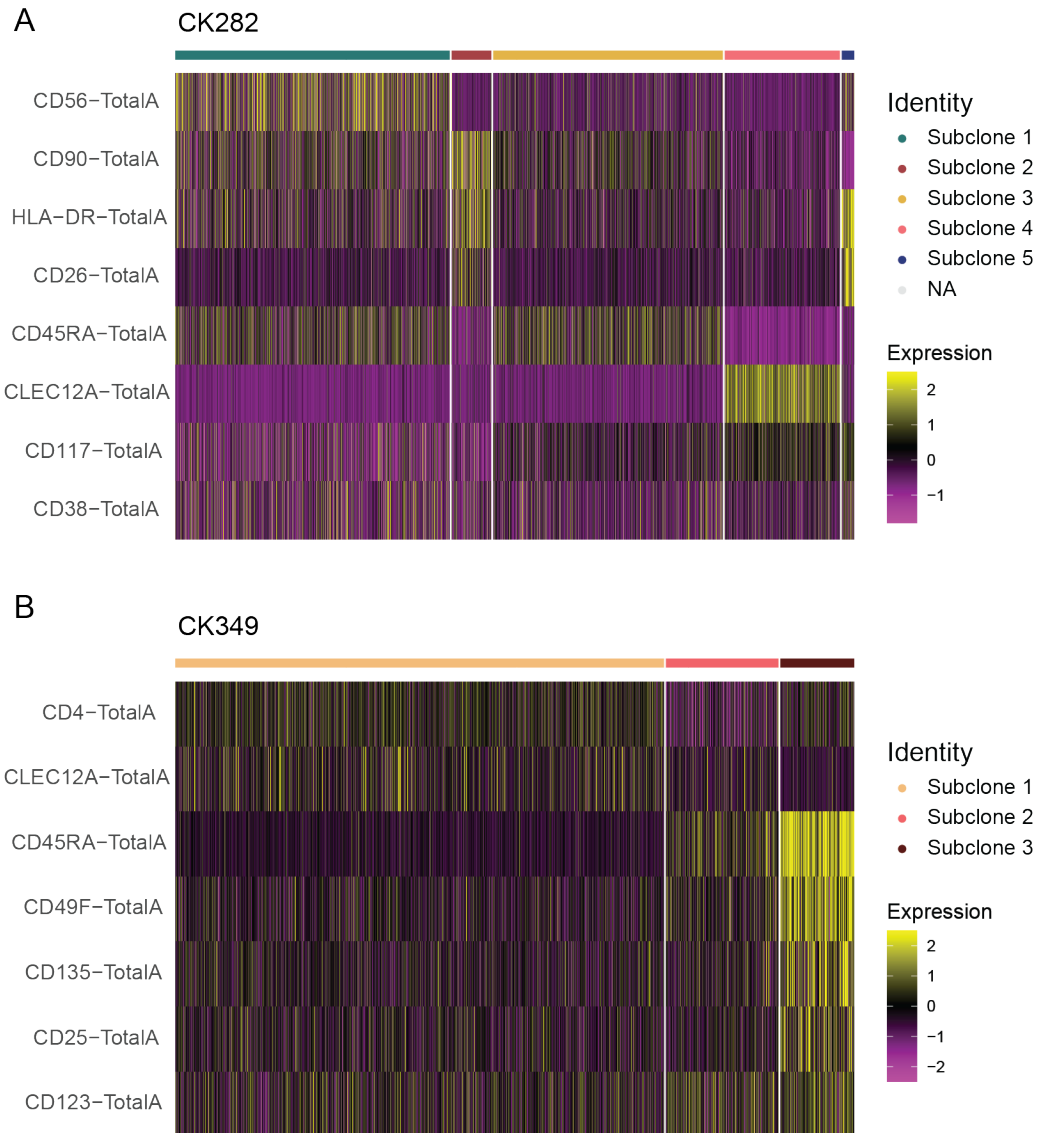 A
CK282
CD56−TotalA
CD90−TotalA
HLA−DR−TotalA
CD26−TotalA
CD45RA−TotalA
CLEC12A−TotalA
CD117−TotalA
CD38−TotalA
Identity
Subclone 1
Subclone 2
Subclone 3
Subclone 4
Subclone 5
NA
Expression
2
1
0
−1
B
CK349
CD4−TotalA
CLEC12A−TotalA
CD45RA−TotalA
CD49F−TotalA
CD135−TotalA
CD25−TotalA
CD123−TotalA
Identity
Subclone 1
Subclone 2
Subclone 3
Expression
2
1
0
−1
−2